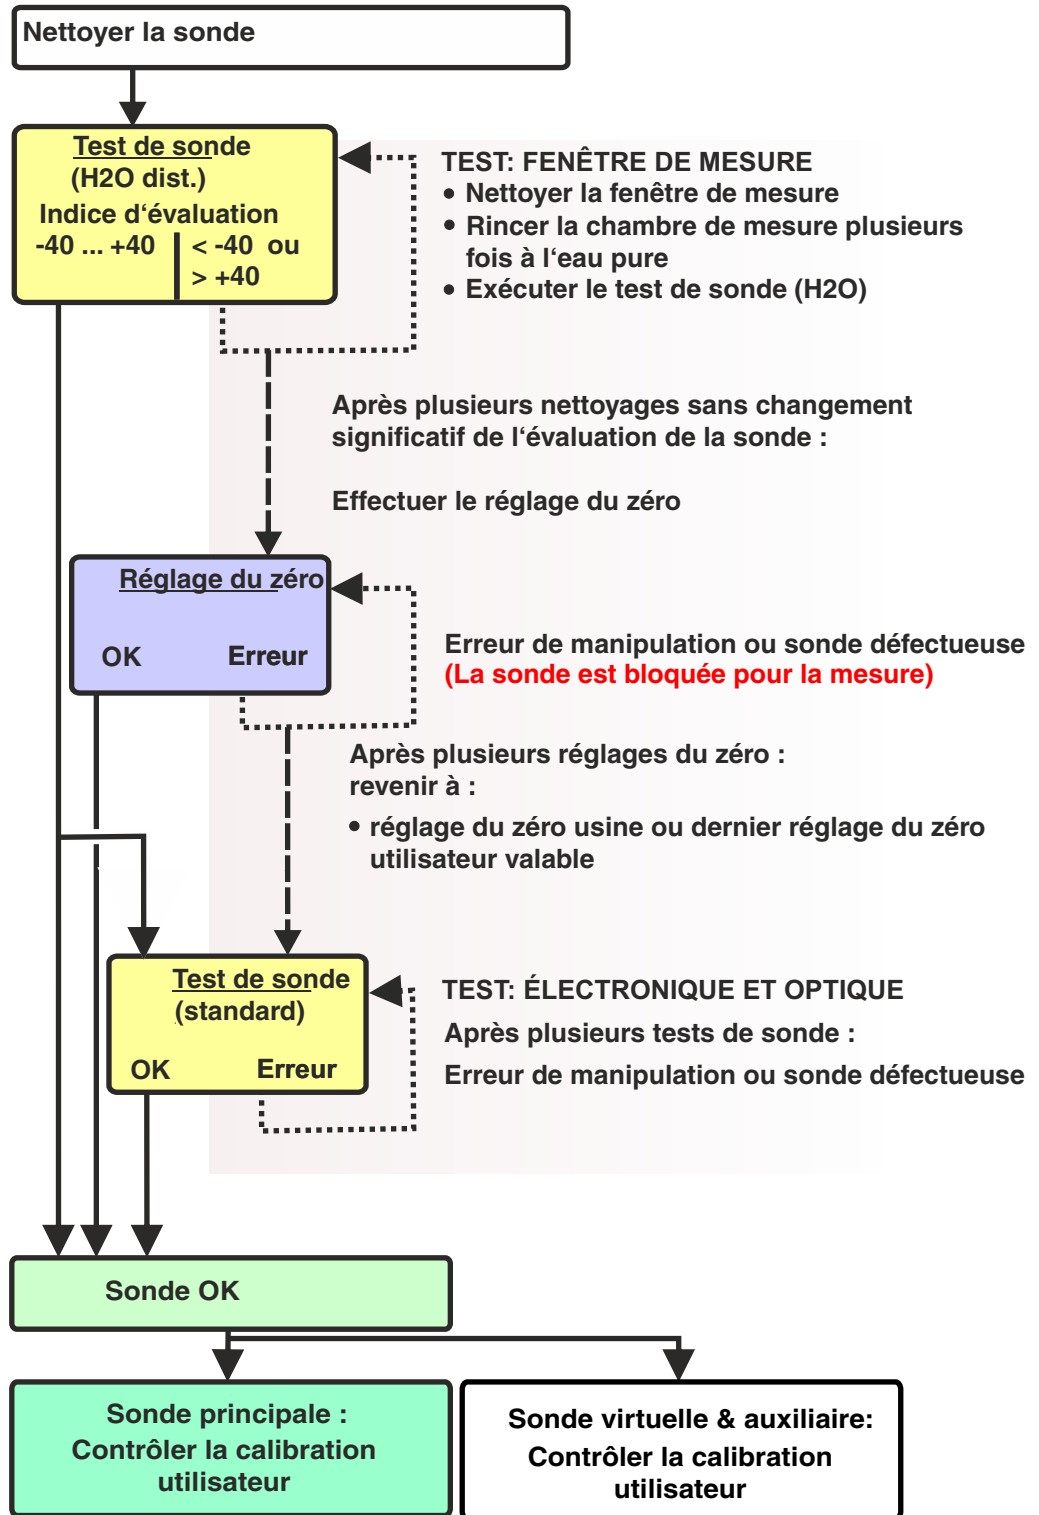 Nettoyer la sonde
Test de sonde
(H2O dist.)
Indice d‘évaluation
-40 ... +40
< -40 ou
> +40
TEST: FENÊTRE DE MESURE
• Nettoyer la fenêtre de mesure
• Rincer la chambre de mesure plusieurs
fois à l‘eau pure
• Exécuter le test de sonde (H2O)
Après plusieurs nettoyages sans changement
significatif de l‘évaluation de la sonde :
Effectuer le réglage du zéro
Réglage du zéro
OK
Erreur
Erreur de manipulation ou sonde défectueuse
(La sonde est bloquée pour la mesure)
Après plusieurs réglages du zéro :
revenir à :
• réglage du zéro usine ou dernier réglage du zéro
utilisateur valable
Test de sonde
(standard)
OK
Erreur
TEST: ÉLECTRONIQUE ET OPTIQUE
Après plusieurs tests de sonde :
Erreur de manipulation ou sonde défectueuse
Sonde OK
Sonde principale :
Contrôler la calibration
utilisateur
Sonde virtuelle & auxiliaire:
Contrôler la calibration
utilisateur